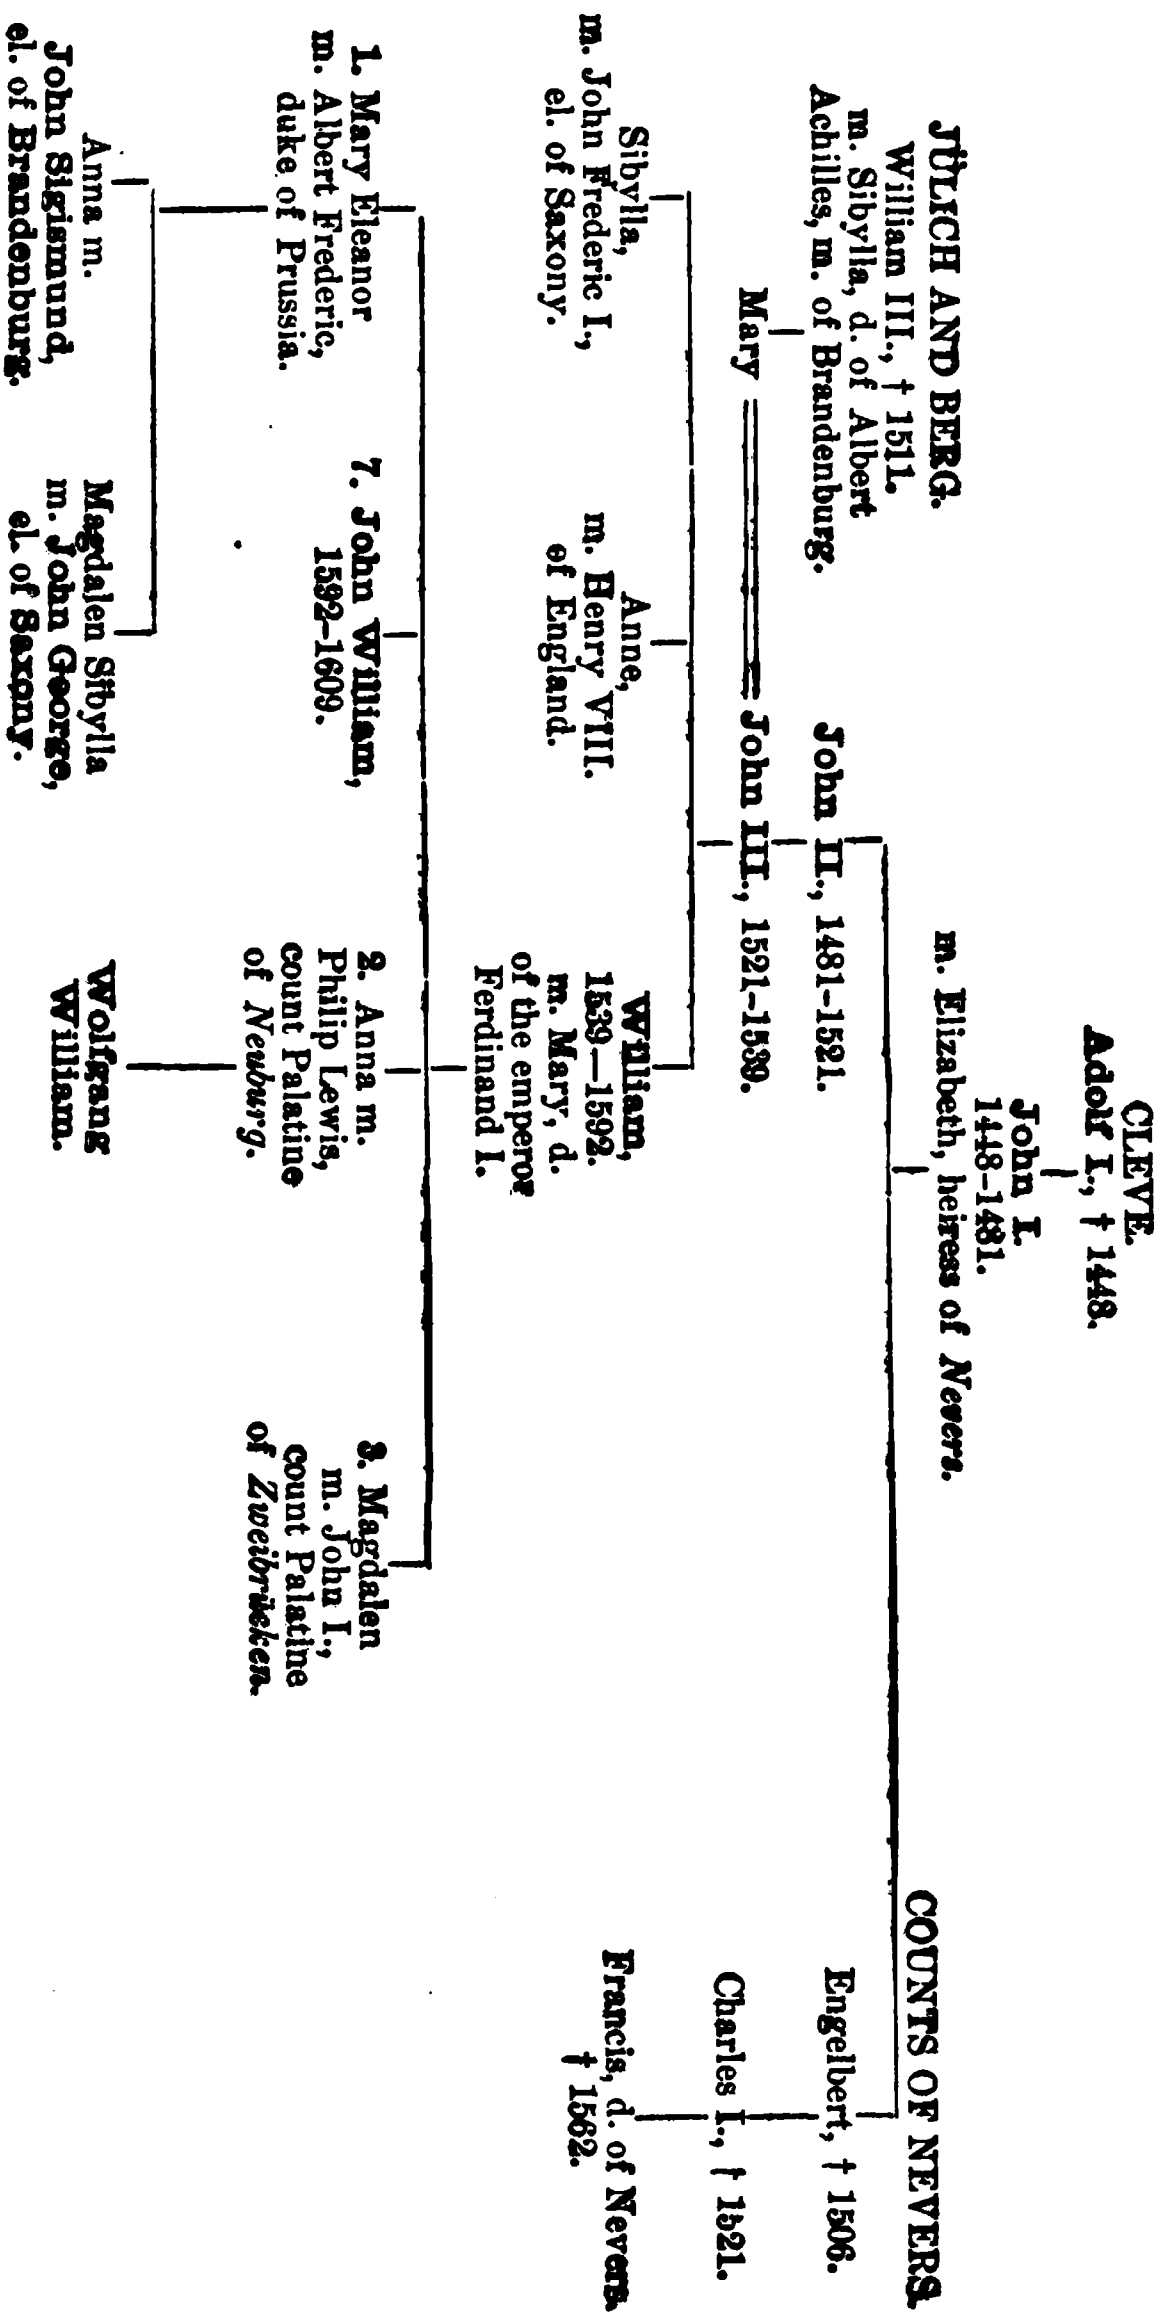 CLEVE.
Adolf I., † 1448.
John I.
1448-1481.
m. Elizabeth, heiress of Nevers.
JÜLICH AND BERG.
William III., † 1511.
m. Sibylla, d. of Albert
Achilles, m. of Brandenburg.
COUNTS OF NEVERS.
John II., 1481-1521.
Engelbert, † 1506.
Mary
John III., 1521-1539.
Charles I., † 1521.
Sibylla,
m. John Frederic I.,
el. of Saxony.
Anne,
m. Henry VIII.
of England.
William,
1539—1592.
m. Mary, d.
of the emperor
Ferdinand I.
Francis, d. of Nevers,
† 1562.
1. Mary Eleanor
m. Albert Frederic,
duke of Prussia.
7. John William,
1592-1609.
2. Anna m.
Philip Lewis,
count Palatine
of Neuburg.
3. Magdalen
m. John I.,
count Palatine
of Zweibrücken.
Anna m.
John Sigismund,
el. of Brandenburg.
Magdalen Sibylla
m. John George,
el. of Saxony.
Wolfgang
William.